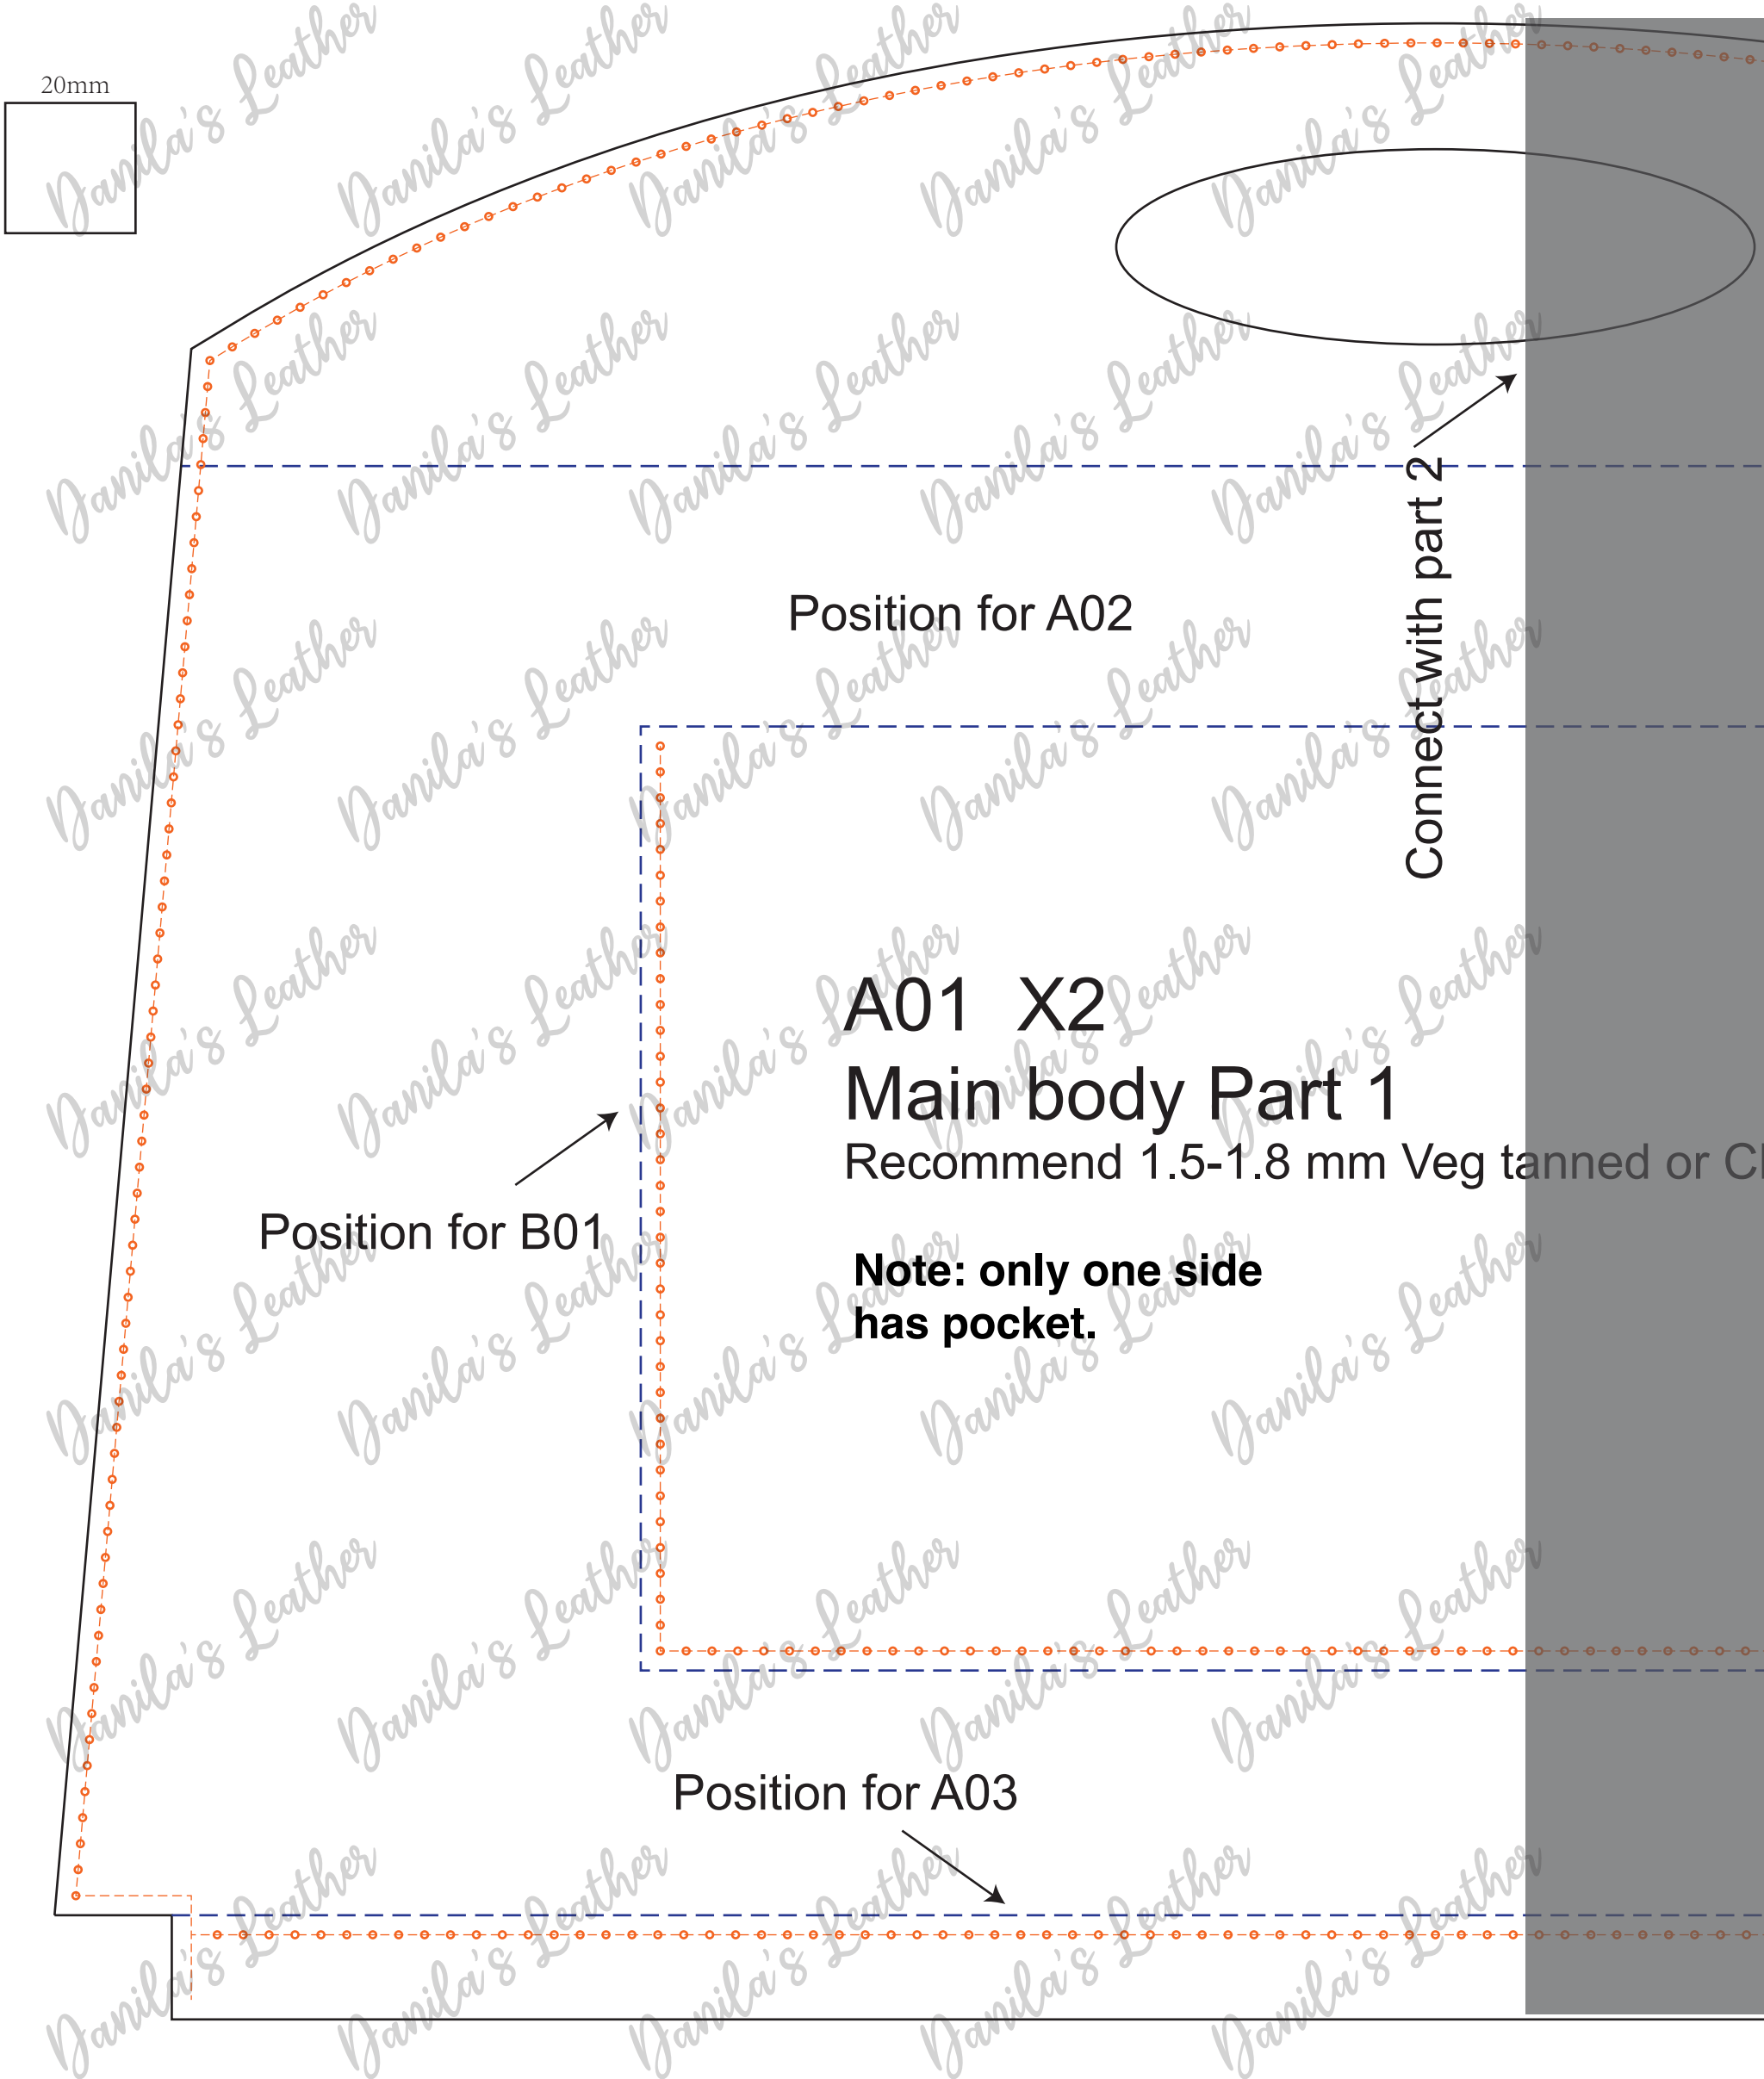 20mm
Position for A02
Connect with part 2
A01 X2
Main body Part 1
Recommend 1.5-1.8 mm Veg tanned or
Position for B01
Note: only one side
has pocket.
Position for A03
Danila's Leather